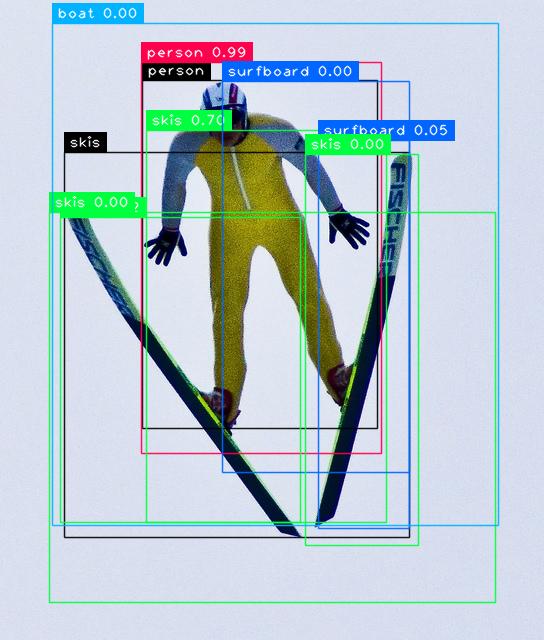 boat 0.00
person 0.99
person
surfboard 0.00
skis 0.70
surfboard 0.05
skis
skis 0.00
skis 0.00
FISCHER
FISCHER